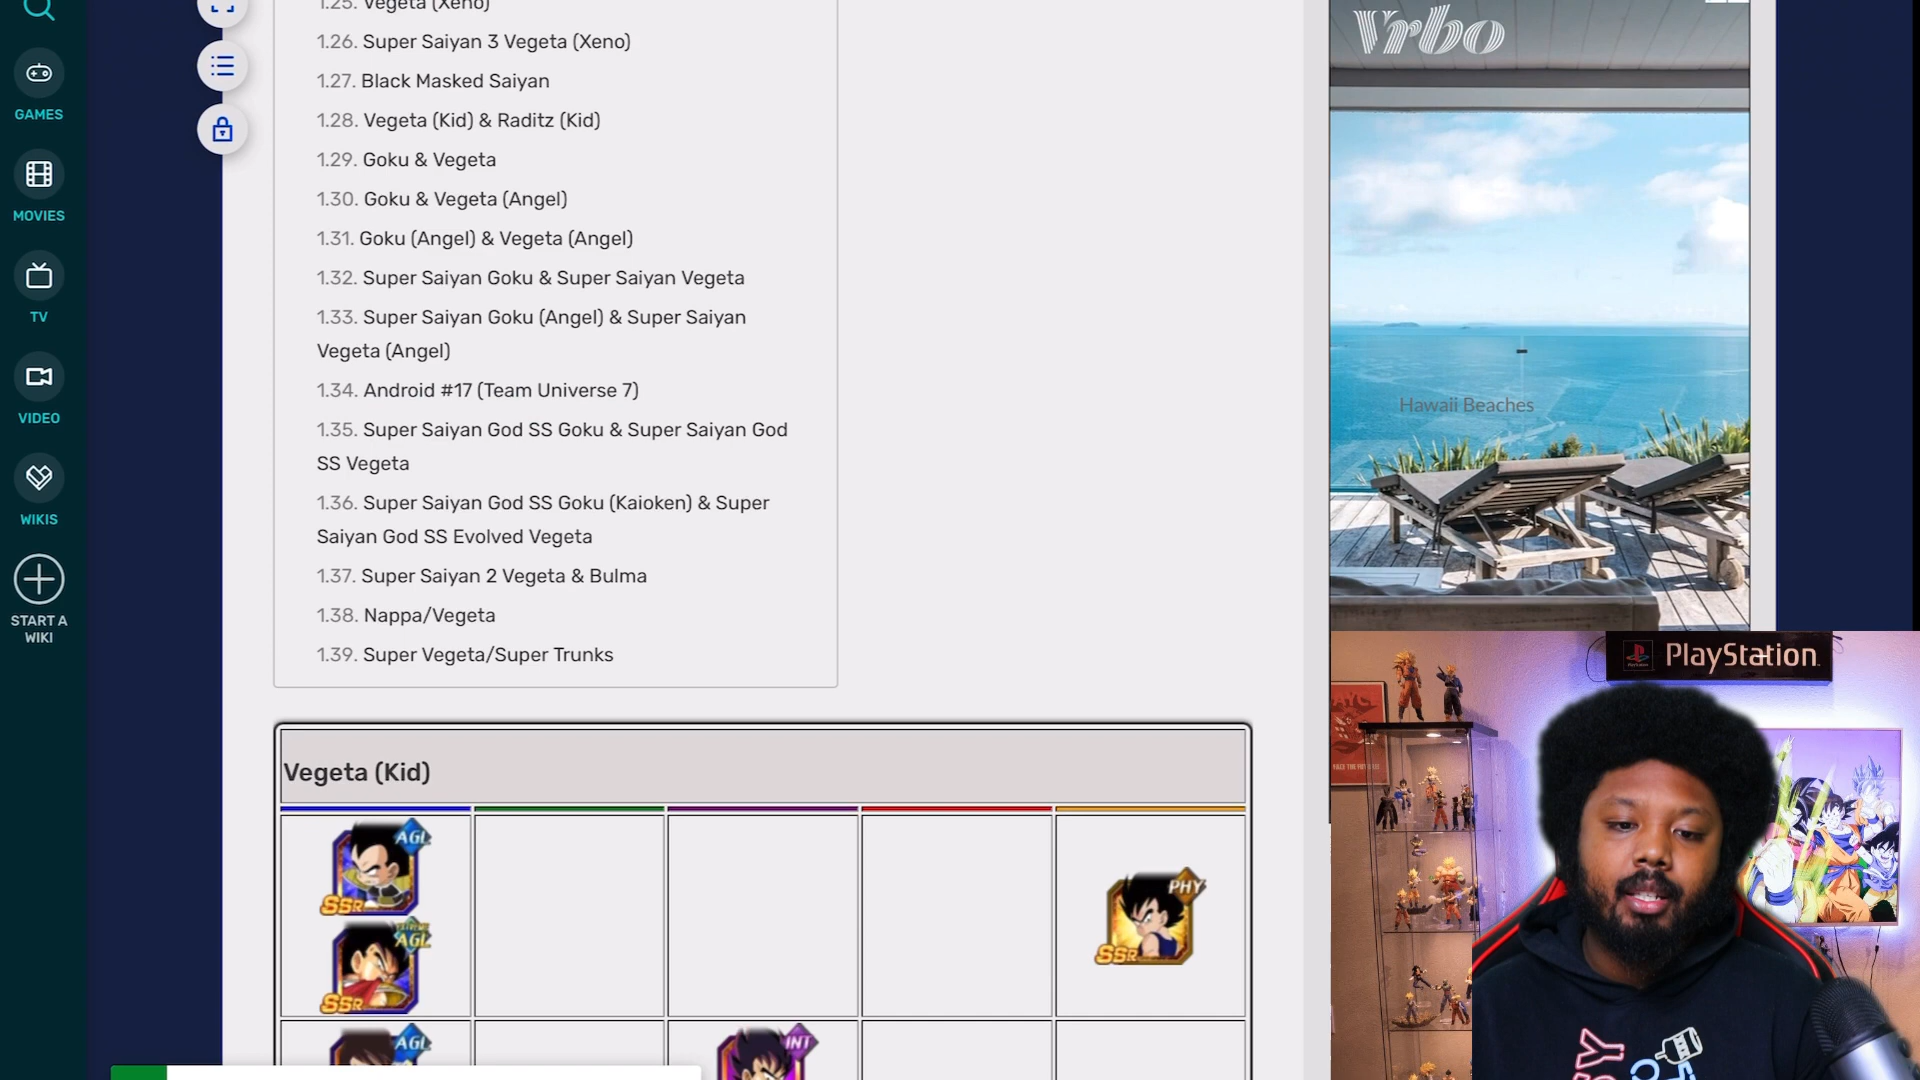 1.25. Vegeta (Xeno)
1.26. Super Saiyan 3 Vegeta (Xeno)
1.27. Black Masked Saiyan
1.28. Vegeta (Kid) & Raditz (Kid)
1.29. Goku & Vegeta
1.30. Goku & Vegeta (Angel)
1.31. Goku (Angel) & Vegeta (Angel)
1.32. Super Saiyan Goku & Super Saiyan Vegeta
1.33. Super Saiyan Goku (Angel) & Super Saiyan
Vegeta (Angel)
1.34. Android #17 (Team Universe 7)
1.35. Super Saiyan God SS Goku & Super Saiyan God
SS Vegeta
1.36. Super Saiyan God SS Goku (Kaioken) & Super
Saiyan God SS Evolved Vegeta
1.37. Super Saiyan 2 Vegeta & Bulma
1.38. Nappa/Vegeta
1.39. Super Vegeta/Super Trunks
GAMES
MOVIES
TV
VIDEO
WIKIS
START A
WIKI
Vegeta (Kid)
AGL
SSR
AGL
SSR
PHY
SSR
AGL
INT
Vrbo
Hawaii Beaches
PlayStation